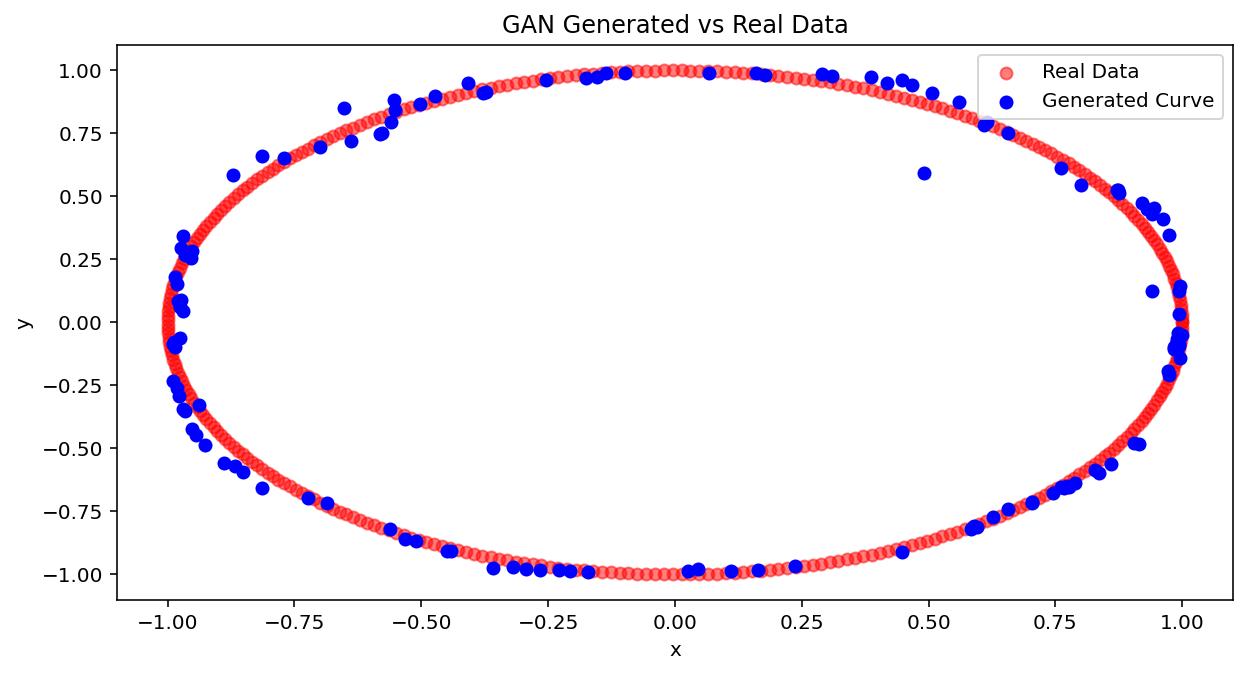 GAN Generated vs Real Data
Real Data
Generated Curve
1.00
0.75
0.50
0.25
0.00
−0.25
−0.50
−0.75
−1.00
y
−1.00 −0.75 −0.50 −0.25 0.00 0.25 0.50 0.75 1.00
x